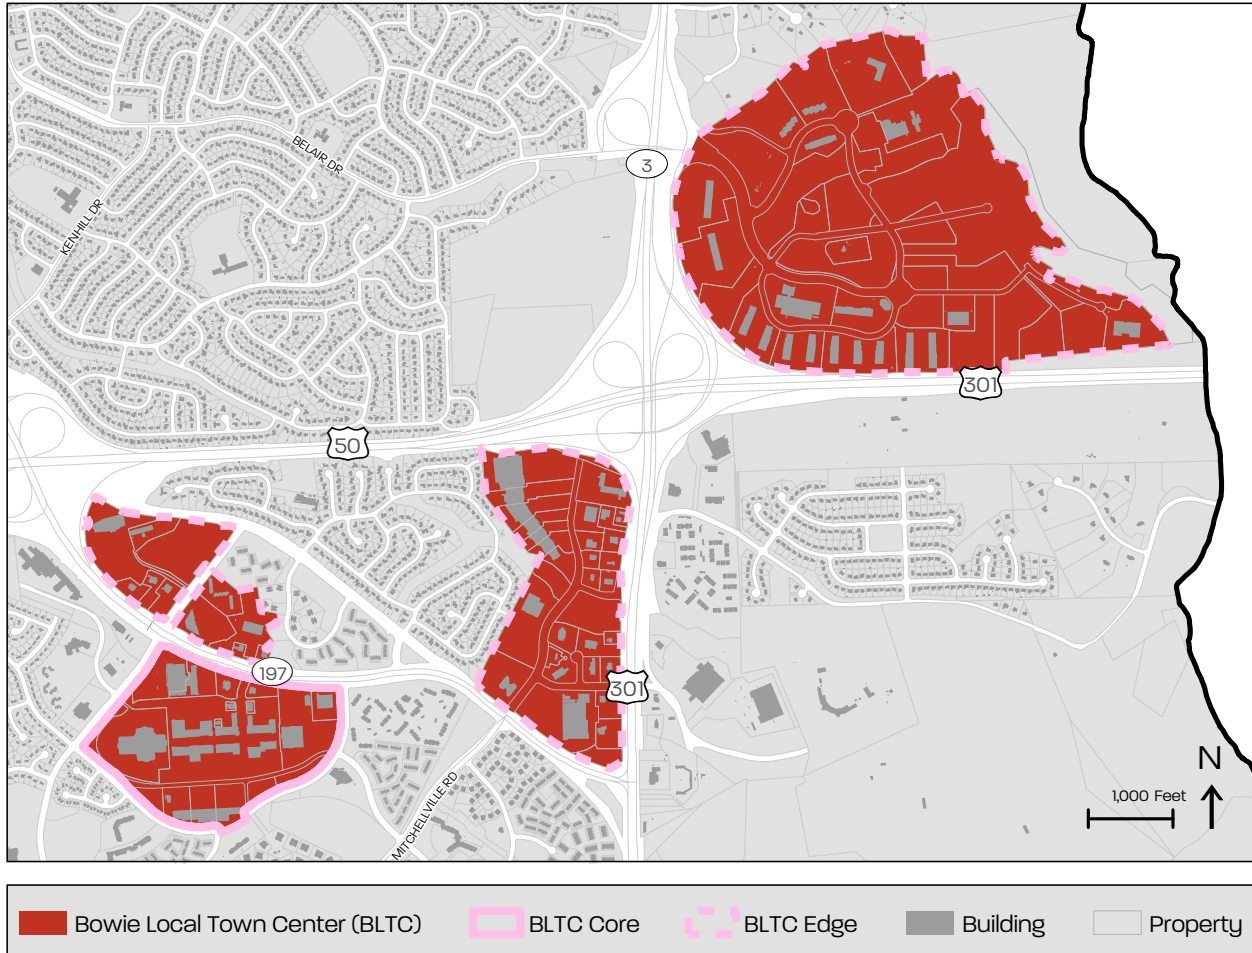 BELAIR DR
3
KENHILL DR
301
50
197
301
MITCHELLVILLE RD
N
1,000 Feet
Bowie Local Town Center (BLTC)
BLTC Core
BLTC Edge
Building
Property